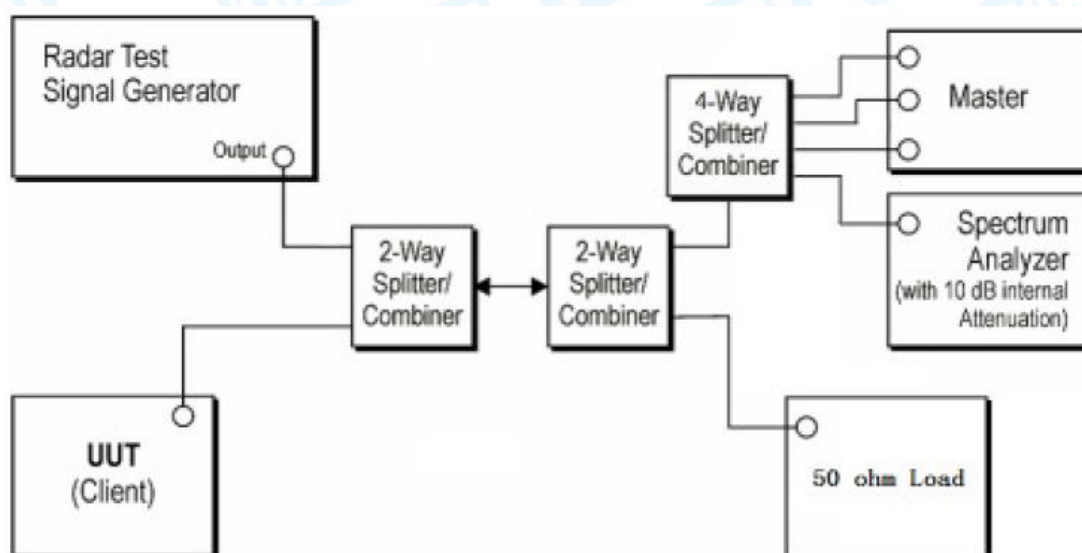 Radar Test
Signal Generator
Output
4-Way
Splitter/
Combiner
Master
2-Way
Splitter/
Combiner
2-Way
Splitter/
Combiner
Spectrum
Analyzer
(with 10 dB internal
Attenuation)
UUT
(Client)
50 ohm Load